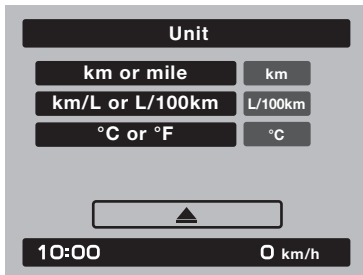 Unit
km or mile km
km/L or L/100km L/100km
°C or °F °C
10:00 0 km/h